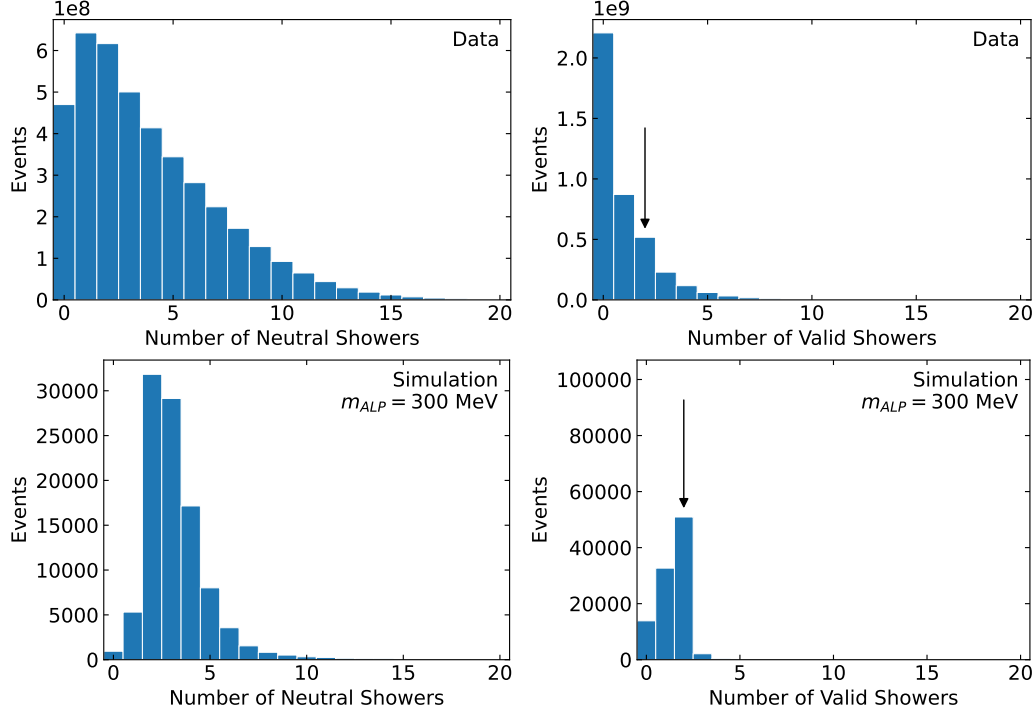 1e8
Data
6
5
4
3
2
1
0
Events
0 5 10 15 20
Number of Neutral Showers
1e9
Data
2.0
1.5
1.0
0.5
0.0
Events
0 5 10 15 20
Number of Valid Showers
Simulation
m_ALP = 300 MeV
30000
25000
20000
15000
10000
5000
0
Events
0 5 10 15 20
Number of Neutral Showers
Simulation
m_ALP = 300 MeV
100000
80000
60000
40000
20000
0
Events
0 5 10 15 20
Number of Valid Showers